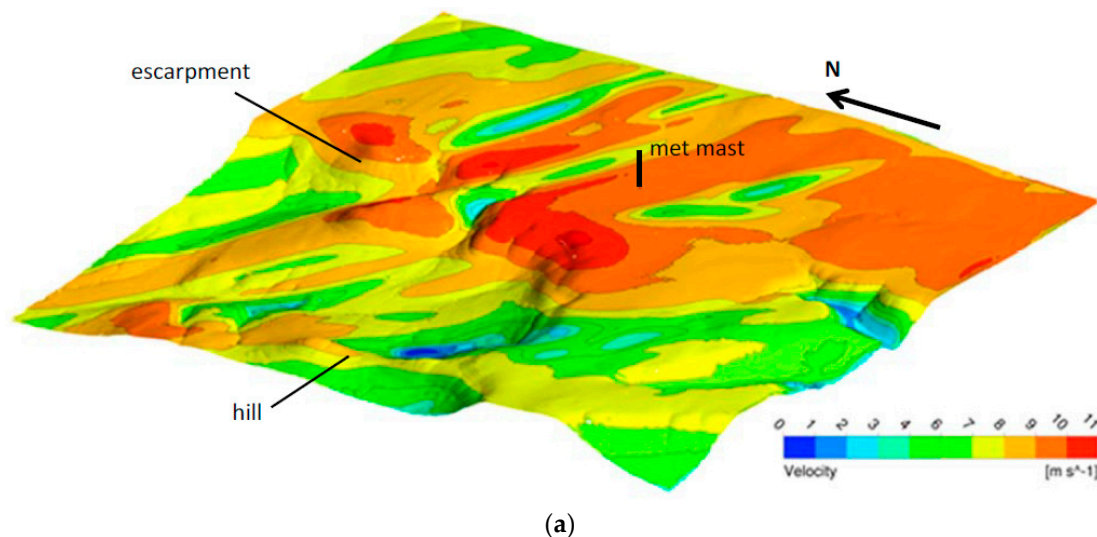 escarpment
N
met mast
hill
0 1 2 3 4 6 7 8 9 10 11
Velocity [m s^-1]
(a)